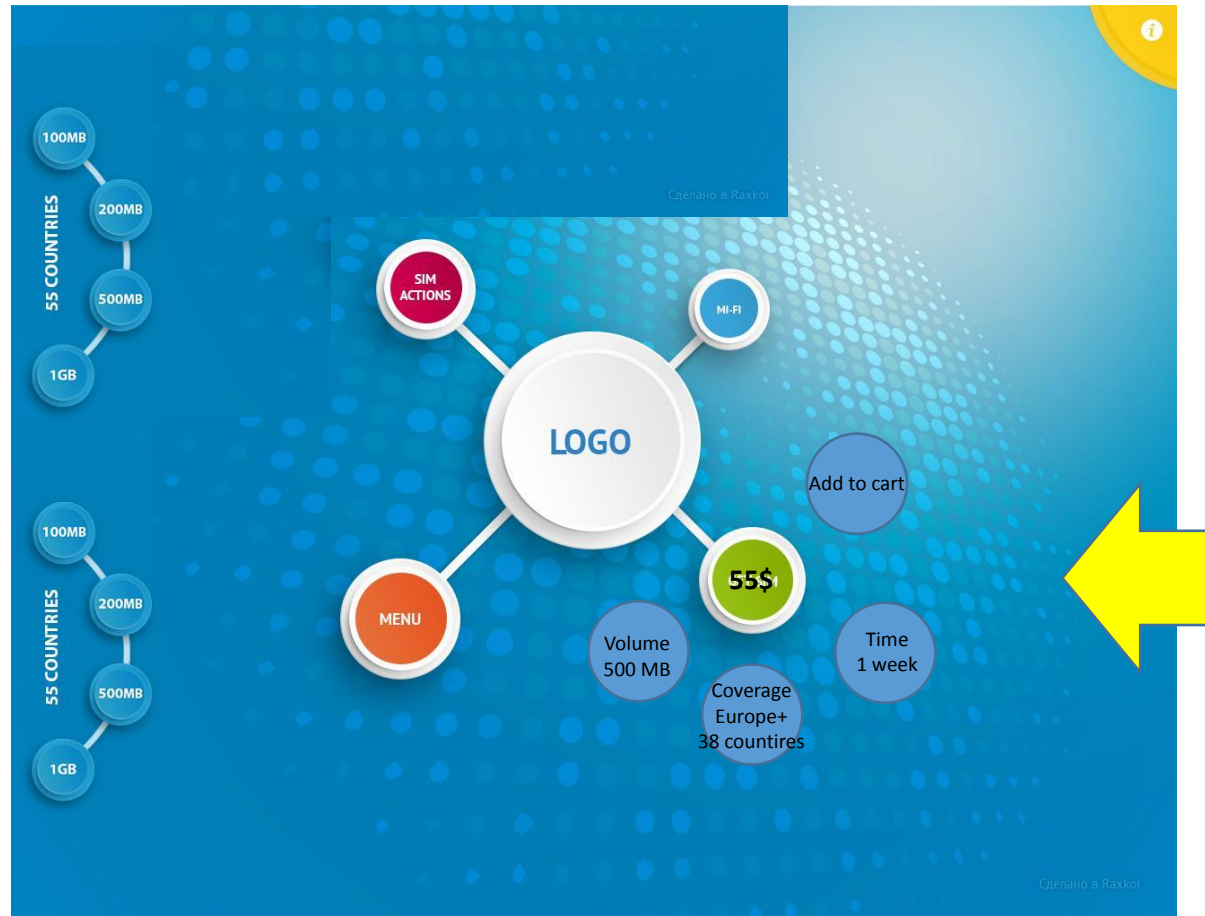 i
100MB
200MB
55 COUNTRIES
500MB
1GB
Сделано в Raxkor
SIM
ACTIONS
MI-FI
LOGO
Add to cart
55$
MENU
Volume
500 MB
Time
1 week
Coverage
Europe+
38 countires
100MB
200MB
55 COUNTRIES
500MB
1GB
Сделано в Raxkor